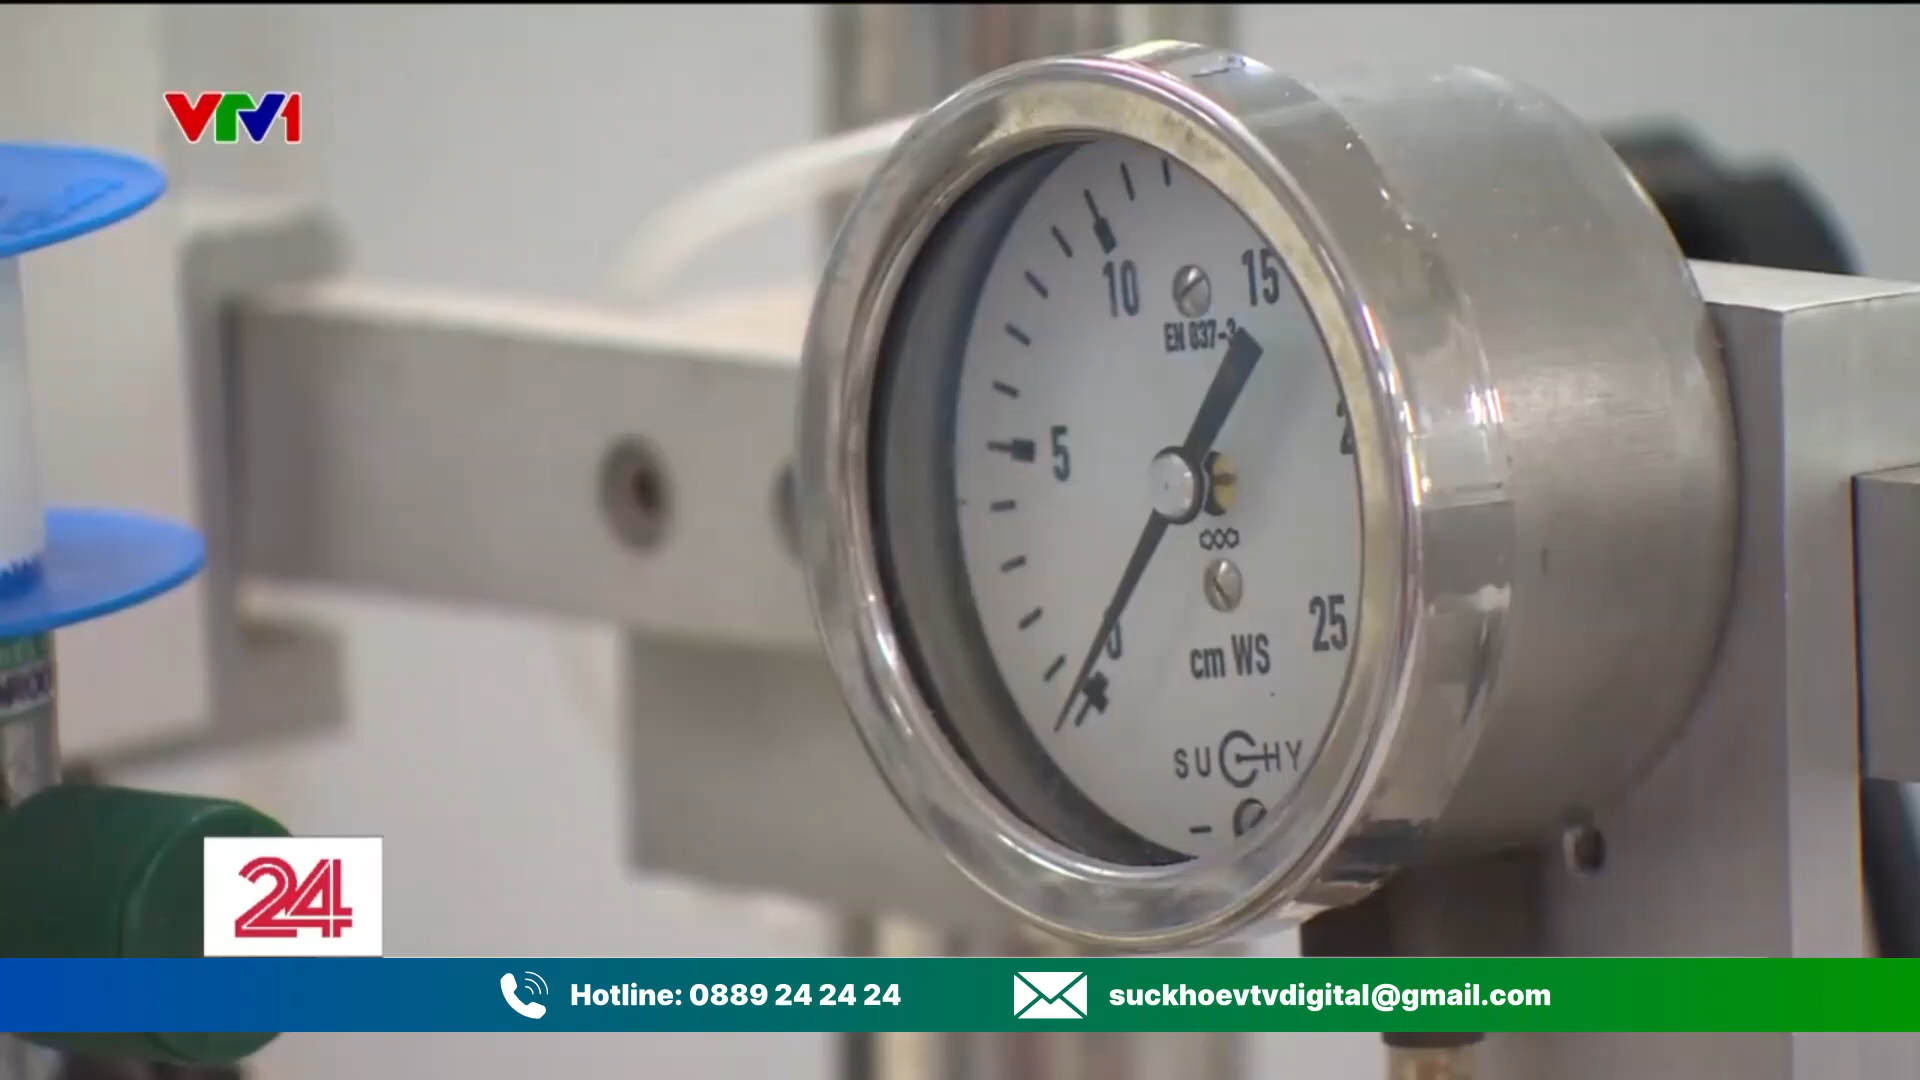 VTV1
10
15
EN 837-3
5
0
25
cm WS
SUCHY
24
Hotline: 0889 24 24 24
suckhoevtvdigital@gmail.com